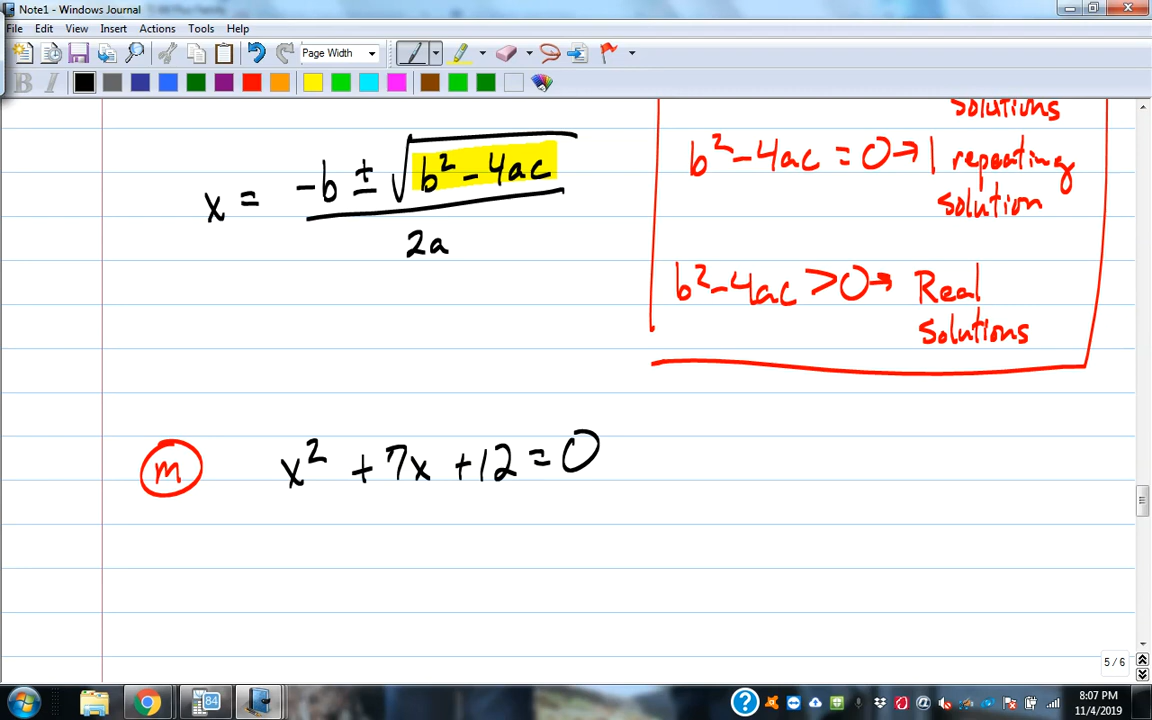 Note1 - Windows Journal
File Edit View Insert Actions Tools Help
Page Width
B I
solutions
b² - 4ac = 0 → 1 repeating
solution
x = -b ± √b² - 4ac
2a
b² - 4ac > 0 → Real
Solutions
m x² + 7x + 12 = 0
5 / 6
84
8:07 PM
11/4/2019